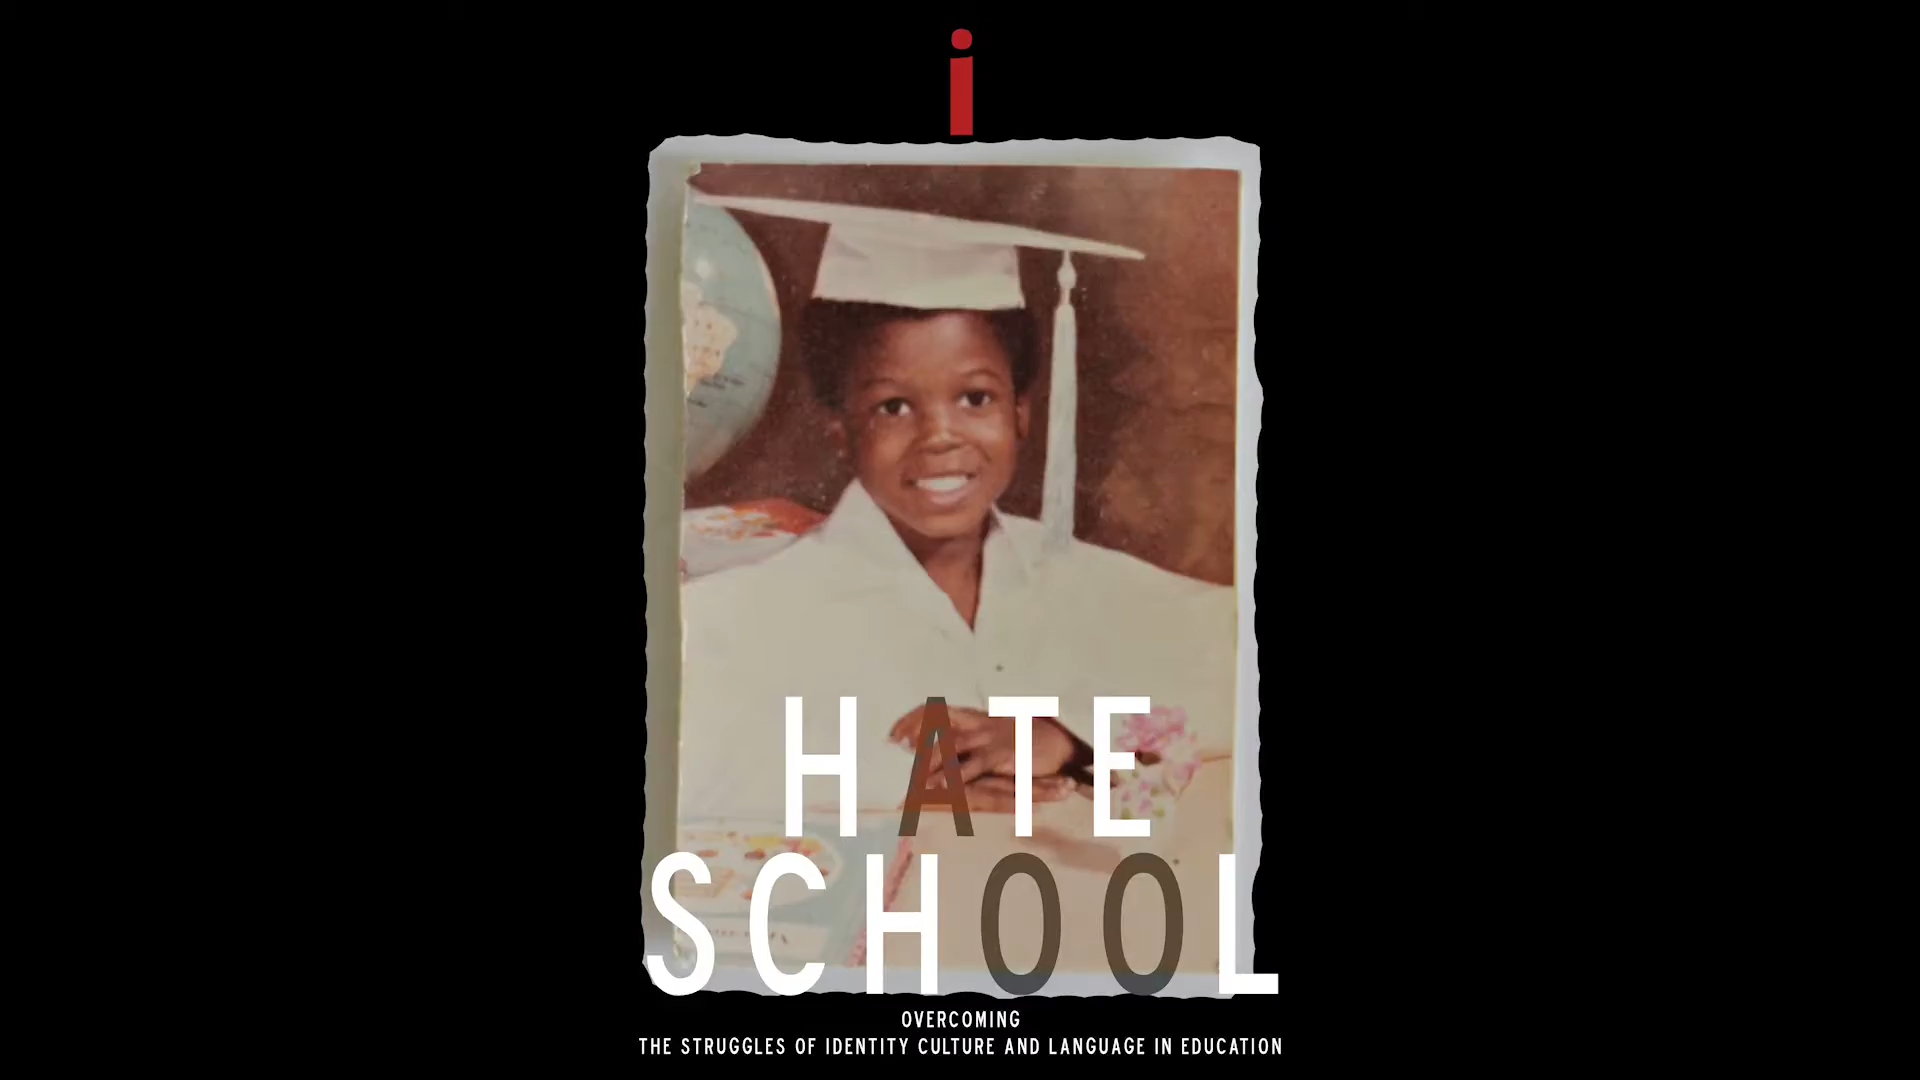 i
HATE
SCHOOL
OVERCOMING
THE STRUGGLES OF IDENTITY CULTURE AND LANGUAGE IN EDUCATION